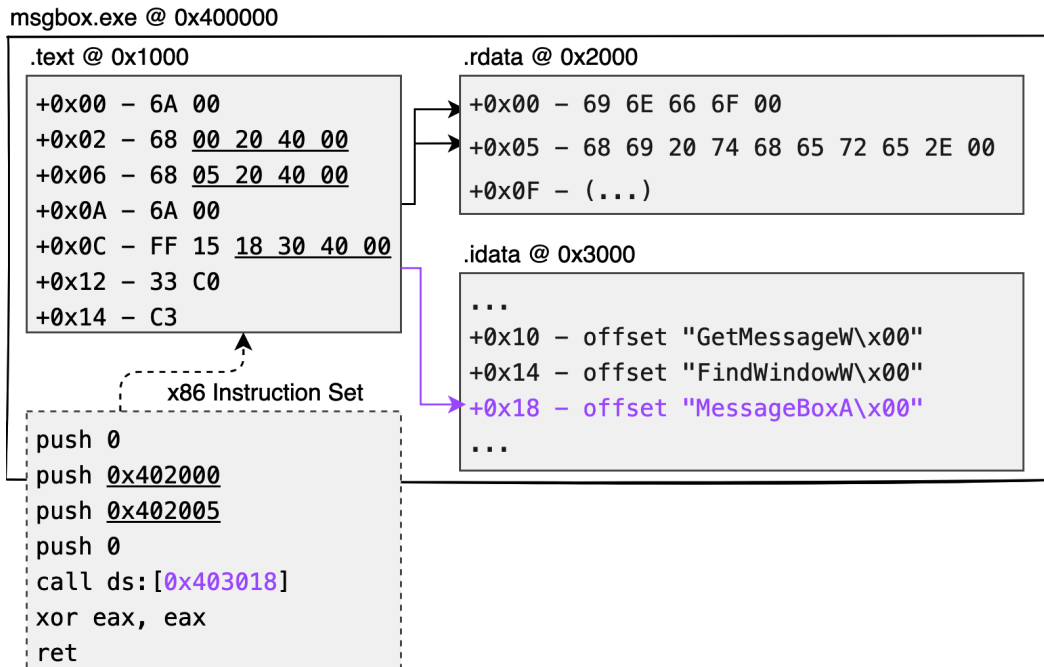 msgbox.exe @ 0x400000
.text @ 0x1000
+0x00 – 6A 00
+0x02 – 68 00 20 40 00
+0x06 – 68 05 20 40 00
+0x0A – 6A 00
+0x0C – FF 15 18 30 40 00
+0x12 – 33 C0
+0x14 – C3
.rdata @ 0x2000
+0x00 – 69 6E 66 6F 00
+0x05 – 68 69 20 74 68 65 72 65 2E 00
+0x0F – (...)
.idata @ 0x3000
...
+0x10 – offset "GetMessageW\x00"
+0x14 – offset "FindWindowW\x00"
+0x18 – offset "MessageBoxA\x00"
...
x86 Instruction Set
push 0
push 0x402000
push 0x402005
push 0
call ds:[0x403018]
xor eax, eax
ret